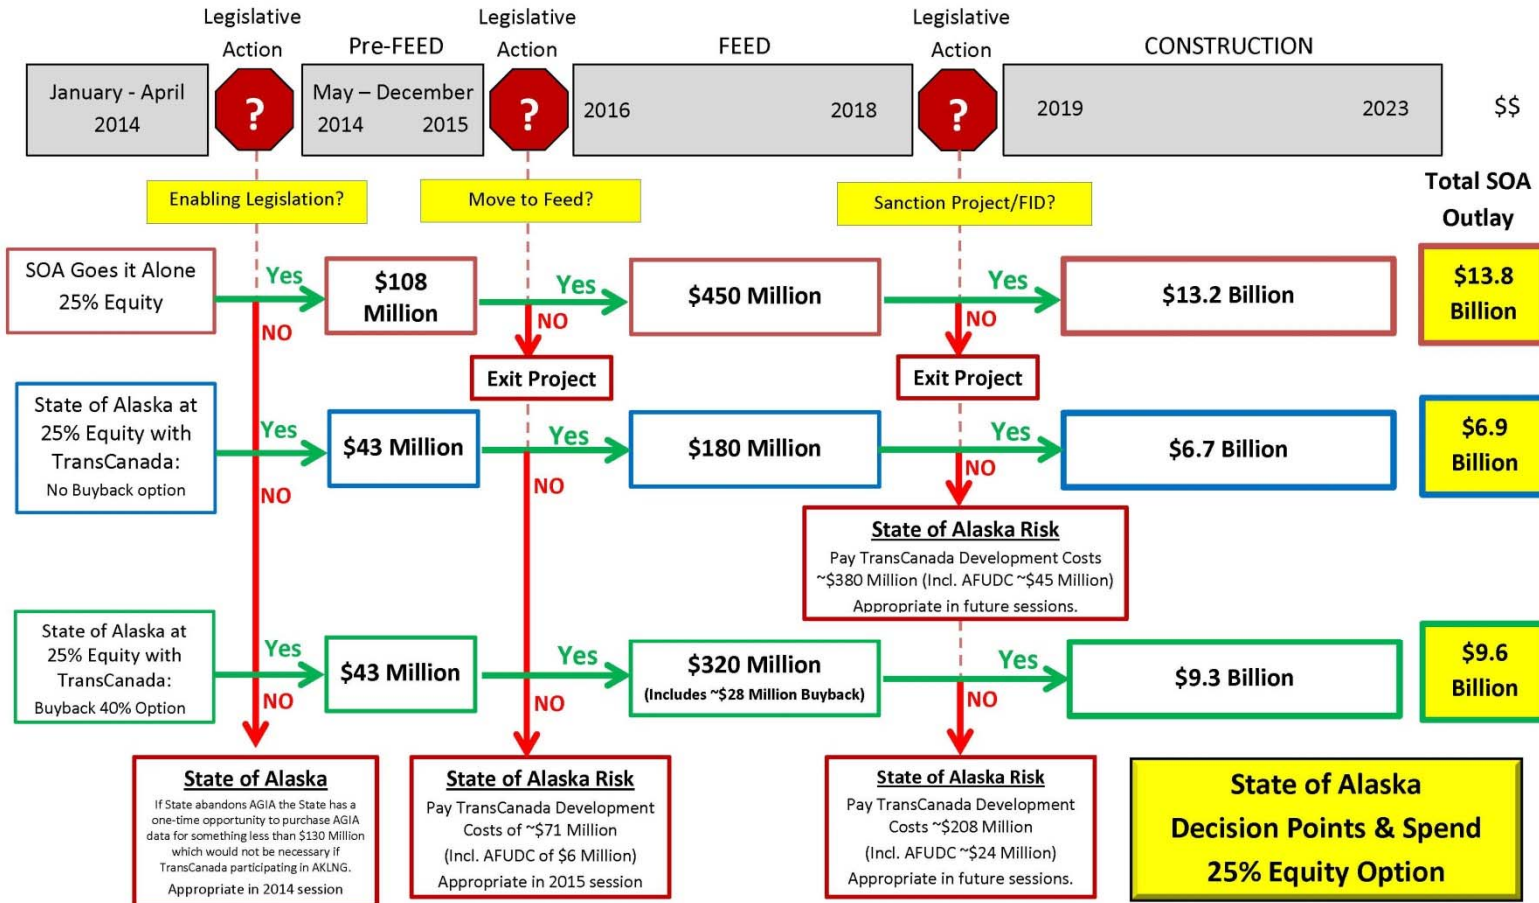 Legislative
Action
Legislative
Action
Legislative
Action
Pre-FEED
FEED
CONSTRUCTION
January - April
2014
?
May – December
2014 2015
?
2016 2018
?
2019 2023
$$
Enabling Legislation?
Move to Feed?
Sanction Project/FID?
Total SOA
Outlay
SOA Goes it Alone
25% Equity
Yes
NO
$108
Million
Yes
NO
$450 Million
Yes
NO
$13.2 Billion
$13.8
Billion
Exit Project
Exit Project
State of Alaska at
25% Equity with
TransCanada:
No Buyback option
Yes
NO
$43 Million
Yes
NO
$180 Million
Yes
NO
$6.7 Billion
$6.9
Billion
State of Alaska Risk
Pay TransCanada Development Costs
~$380 Million (Incl. AFUDC ~$45 Million)
Appropriate in future sessions.
State of Alaska at
25% Equity with
TransCanada:
Buyback 40% Option
Yes
NO
$43 Million
Yes
$320 Million
(Includes ~$28 Million Buyback)
Yes
NO
$9.3 Billion
$9.6
Billion
State of Alaska
If State abandons AGIA the State has a
one-time opportunity to purchase AGIA
data for something less than $130 Million
which would not be necessary if
TransCanada participating in AKLNG.
Appropriate in 2014 session
State of Alaska Risk
Pay TransCanada Development
Costs of ~$71 Million
(Incl. AFUDC of $6 Million)
Appropriate in 2015 session
State of Alaska Risk
Pay TransCanada Development
Costs ~$208 Million
(Incl. AFUDC ~$24 Million)
Appropriate in future sessions.
State of Alaska
Decision Points & Spend
25% Equity Option